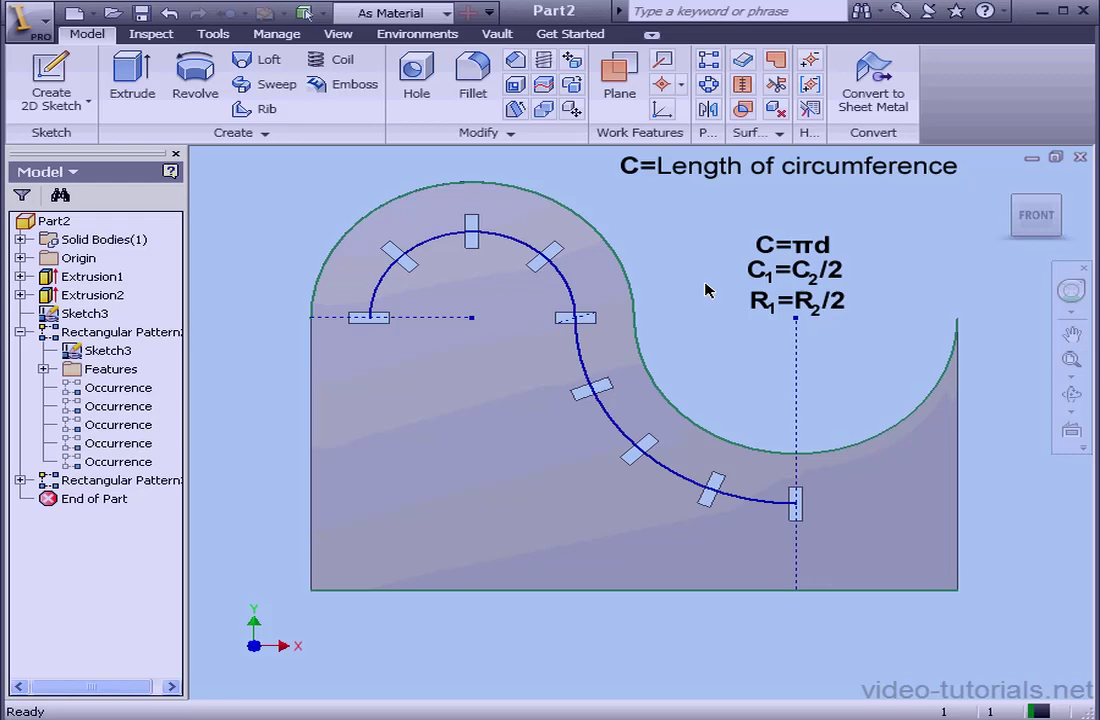 PRO
As Material
Part2
Type a keyword or phrase
Model Inspect Tools Manage View Environments Vault Get Started
Create
2D Sketch
Extrude
Revolve
Loft
Sweep
Rib
Coil
Emboss
Hole
Fillet
Plane
Convert to
Sheet Metal
Sketch
Create
Modify
Work Features
P...
Surf...
H...
Convert
Model
Part2
Solid Bodies(1)
Origin
Extrusion1
Extrusion2
Sketch3
Rectangular Pattern
Sketch3
Features
Occurrence
Occurrence
Occurrence
Occurrence
Occurrence
Rectangular Pattern
End of Part
C=Length of circumference
FRONT
C=πd
C₁=C₂/2
R₁=R₂/2
Y
X
video-tutorials.net
Ready
1 1